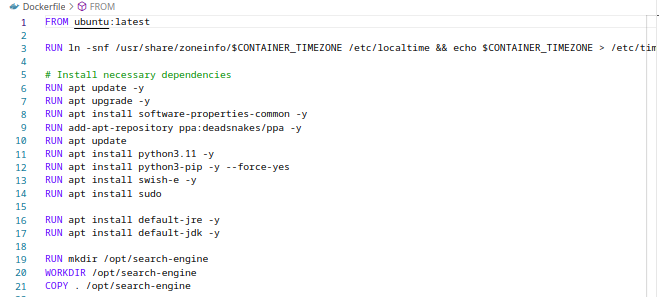 Dockerfile > FROM
1 FROM ubuntu:latest
2
3 RUN ln -snf /usr/share/zoneinfo/$CONTAINER_TIMEZONE /etc/localtime && echo $CONTAINER_TIMEZONE > /etc/tim
4
5 # Install necessary dependencies
6 RUN apt update -y
7 RUN apt upgrade -y
8 RUN apt install software-properties-common -y
9 RUN add-apt-repository ppa:deadsnakes/ppa -y
10 RUN apt update
11 RUN apt install python3.11 -y
12 RUN apt install python3-pip -y --force-yes
13 RUN apt install swish-e -y
14 RUN apt install sudo
15
16 RUN apt install default-jre -y
17 RUN apt install default-jdk -y
18
19 RUN mkdir /opt/search-engine
20 WORKDIR /opt/search-engine
21 COPY . /opt/search-engine